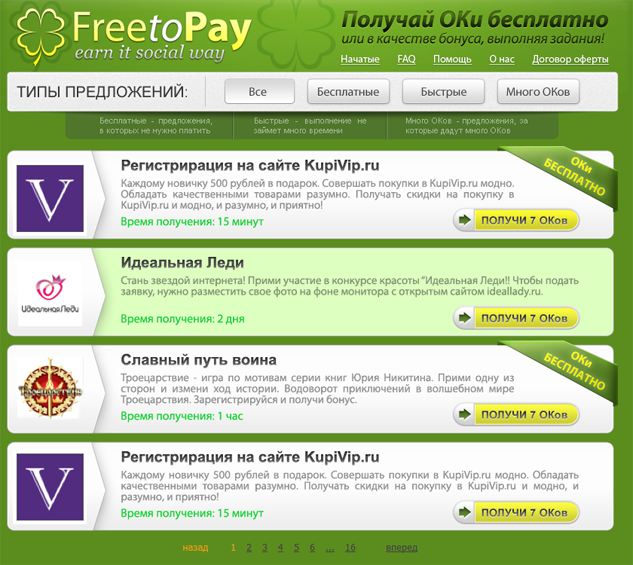 FreetoPay
earn it social way
Получай ОКи бесплатно
или в качестве бонуса, выполняя задания!
Начатые FAQ Помощь О нас Договор оферты
ТИПЫ ПРЕДЛОЖЕНИЙ:
Все Бесплатные Быстрые Много ОКов
Бесплатные - предложения,
в которых не нужно платить
Быстрые - выполнение не
займет много времени
Много ОКов - предложения, за
которые дадут много ОКов
ОКи
БЕСПЛАТНО
V
Регистрирация на сайте KupiVip.ru
Каждому новичку 500 рублей в подарок. Совершать покупки в KupiVip.ru модно.
Обладать качественными товарами разумно. Получать скидки на покупку в
KupiVip.ru и модно, и разумно, и приятно!
Время получения: 15 минут
ПОЛУЧИ 7 ОКов
ИдеальнаяЛеди
Идеальная Леди
Стань звездой интернета! Прими участие в конкурсе красоты "Идеальная Леди!! Чтобы подать
заявку, нужно разместить свое фото на фоне монитора с открытым сайтом ideallady.ru.
Время получения: 2 дня
ПОЛУЧИ 7 ОКов
ОКи
БЕСПЛАТНО
Троецарствие
Славный путь воина
Троецарствие - игра по мотивам серии книг Юрия Никитина. Прими одну из
сторон и измени ход истории. Водоворот приключений в волшебном мире
Троецарствия. Зарегистрируйся и получи бонус.
Время получения: 1 час
ПОЛУЧИ 7 ОКов
V
Регистрирация на сайте KupiVip.ru
Каждому новичку 500 рублей в подарок. Совершать покупки в KupiVip.ru модно. Обладать
качественными товарами разумно. Получать скидки на покупку в KupiVip.ru и модно, и
разумно, и приятно!
Время получения: 15 минут
ПОЛУЧИ 7 ОКов
назад 1 2 3 4 5 6 ... 16 вперед